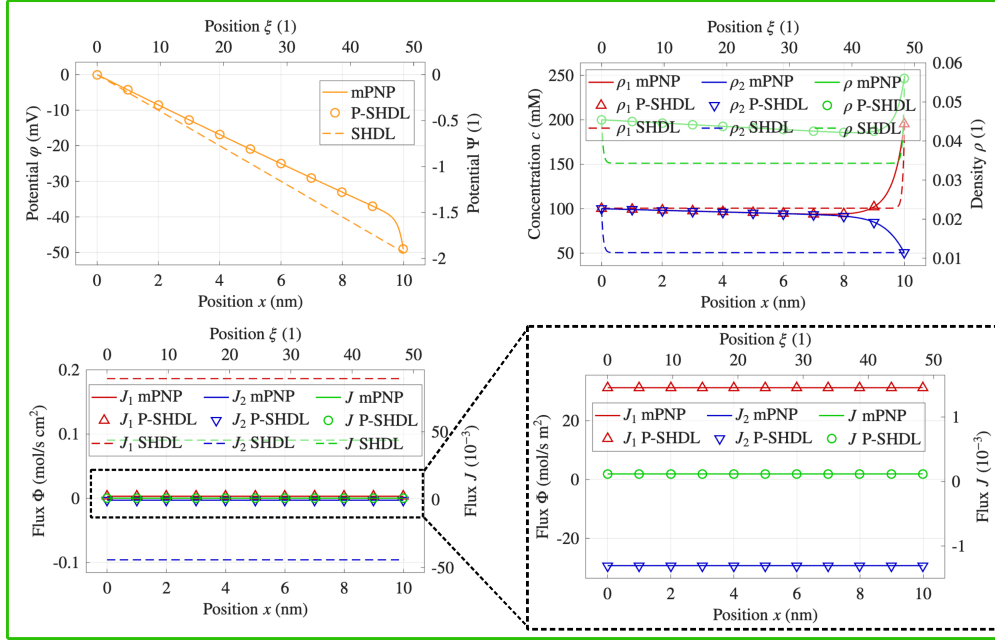 Position ξ (1)
0 10 20 30 40 50
0
-10
-20
-30
-40
-50
Potential φ (mV)
mPNP
P-SHDL
SHDL
0
-0.5
-1
-1.5
-2
Potential Ψ (1)
0 2 4 6 8 10
Position x (nm)
Position ξ (1)
0 10 20 30 40 50
250
200
150
100
50
Concentration c (mM)
ρ1 mPNP ρ2 mPNP ρ mPNP
ρ1 P-SHDL ρ2 P-SHDL ρ P-SHDL
ρ1 SHDL ρ2 SHDL ρ SHDL
0.06
0.05
0.04
0.03
0.02
0.01
Density ρ (1)
0 2 4 6 8 10
Position x (nm)
Position ξ (1)
0 10 20 30 40 50
0.2
0.1
0
-0.1
Flux Φ (mol/s cm²)
J1 mPNP J2 mPNP J mPNP
J1 P-SHDL J2 P-SHDL J P-SHDL
J1 SHDL J2 SHDL J SHDL
50
0
-50
Flux J (10⁻³)
0 2 4 6 8 10
Position x (nm)
Position ξ (1)
0 10 20 30 40 50
20
0
-20
Flux Φ (mol/s m²)
J1 mPNP J2 mPNP J mPNP
J1 P-SHDL J2 P-SHDL J P-SHDL
1
0
-1
Flux J (10⁻³)
0 2 4 6 8 10
Position x (nm)